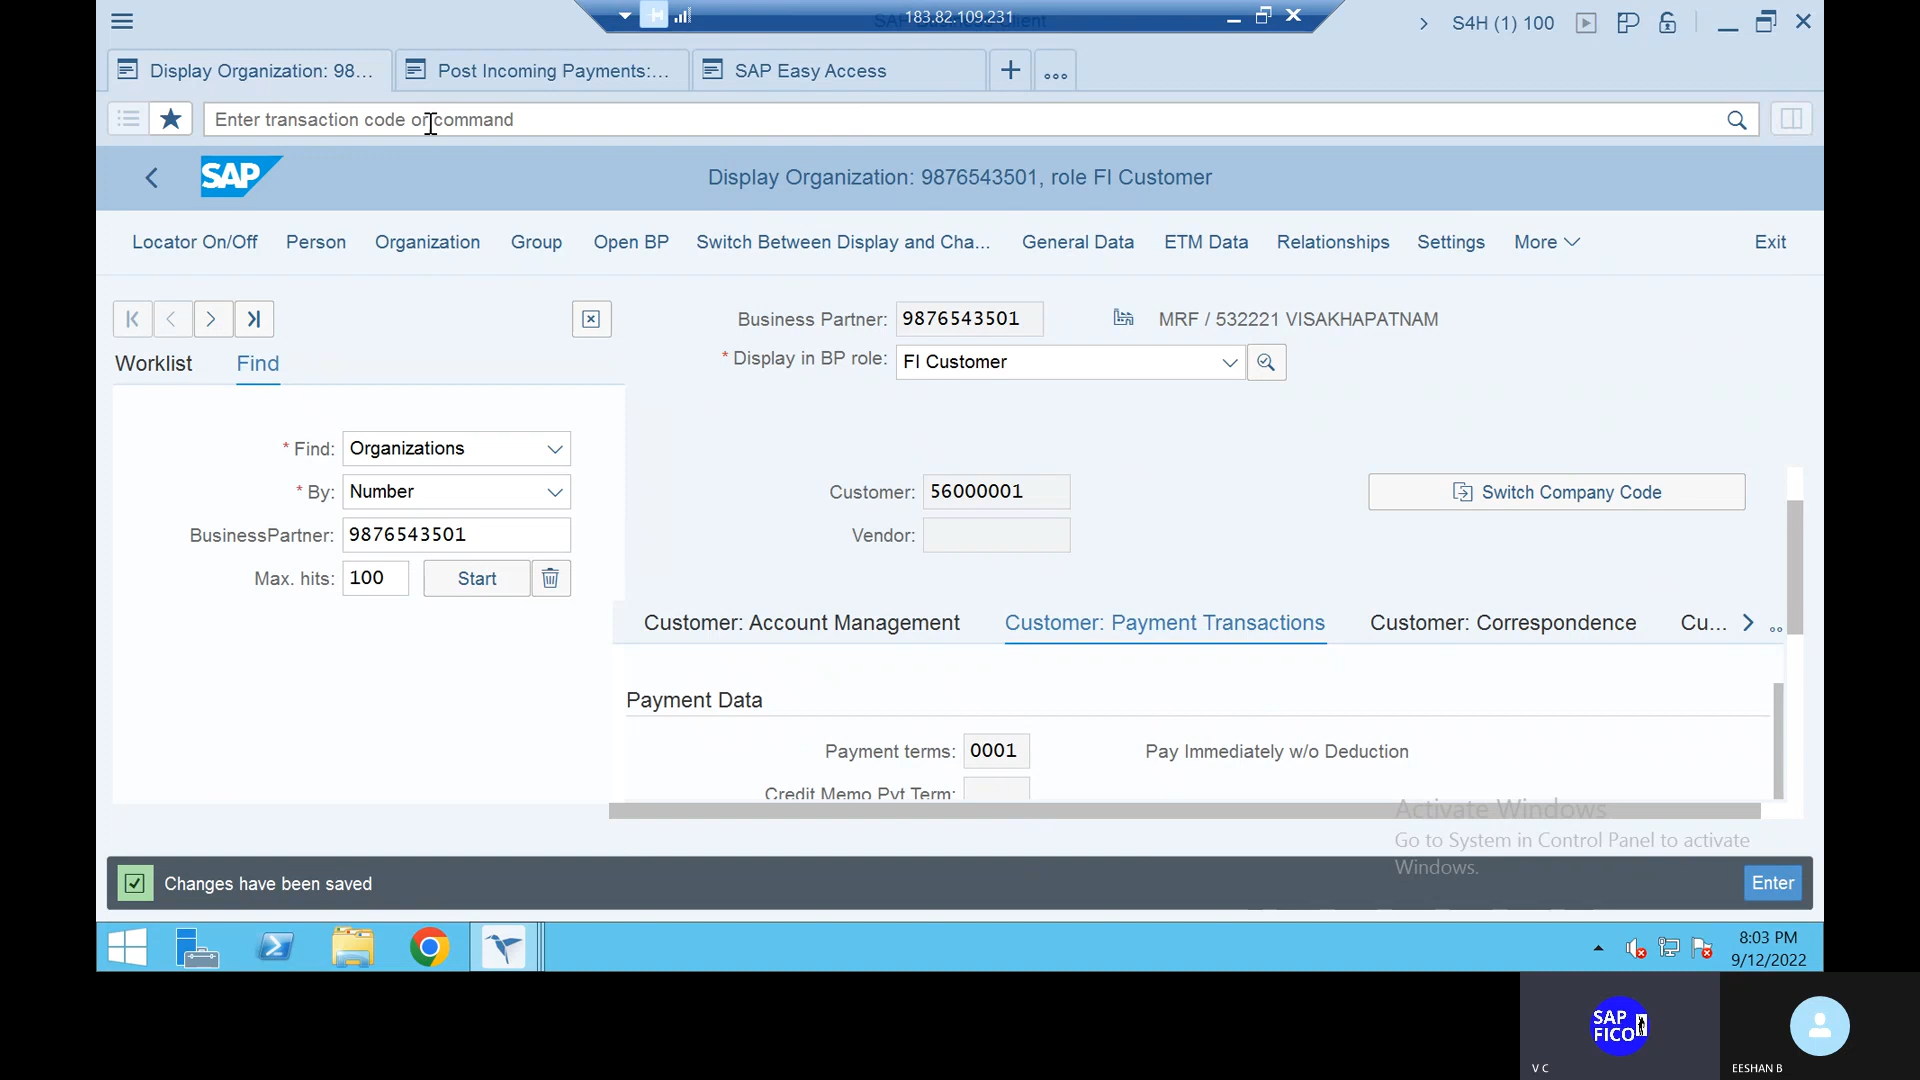 183.82.109.231
S4H (1) 100
Display Organization: 98...
Post Incoming Payments:...
SAP Easy Access
Enter transaction code or command
SAP
Display Organization: 9876543501, role FI Customer
Locator On/Off
Person
Organization
Group
Open BP
Switch Between Display and Cha...
General Data
ETM Data
Relationships
Settings
More
Exit
Business Partner: 9876543501
MRF / 532221 VISAKHAPATNAM
* Display in BP role: FI Customer
Worklist
Find
* Find: Organizations
* By: Number
BusinessPartner: 9876543501
Max. hits: 100
Start
Customer: 56000001
Switch Company Code
Vendor:
Customer: Account Management
Customer: Payment Transactions
Customer: Correspondence
Cu...
Payment Data
Payment terms: 0001
Pay Immediately w/o Deduction
Credit Memo Pyt Term:
Activate Windows
Go to System in Control Panel to activate
Windows.
Changes have been saved
Enter
8:03 PM
9/12/2022
SAP
FICO
V C
EESHAN B